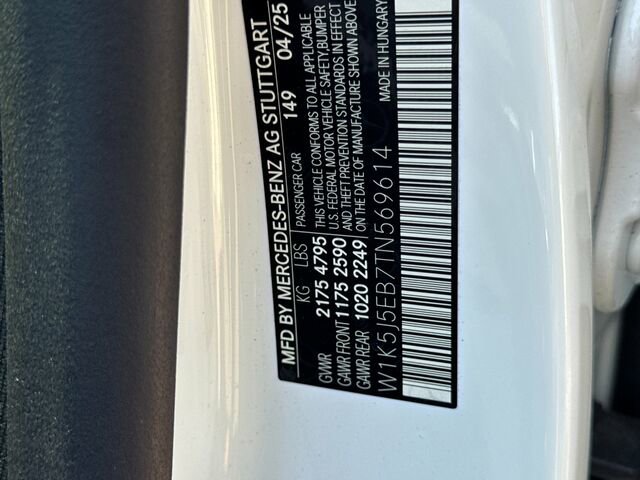 MFD BY MERCEDES-BENZ AG STUTTGART
149 04/25
KG LBS PASSENGER CAR
GVWR 2175 4795 THIS VEHICLE CONFORMS TO ALL APPLICABLE
U.S. FEDERAL MOTOR VEHICLE SAFETY, BUMPER
GAWR FRONT 1175 2590 AND THEFT PREVENTION STANDARDS IN EFFECT
GAWR REAR 1020 2249 ON THE DATE OF MANUFACTURE SHOWN ABOVE
MADE IN HUNGARY
W1K5J5EB7TN569614